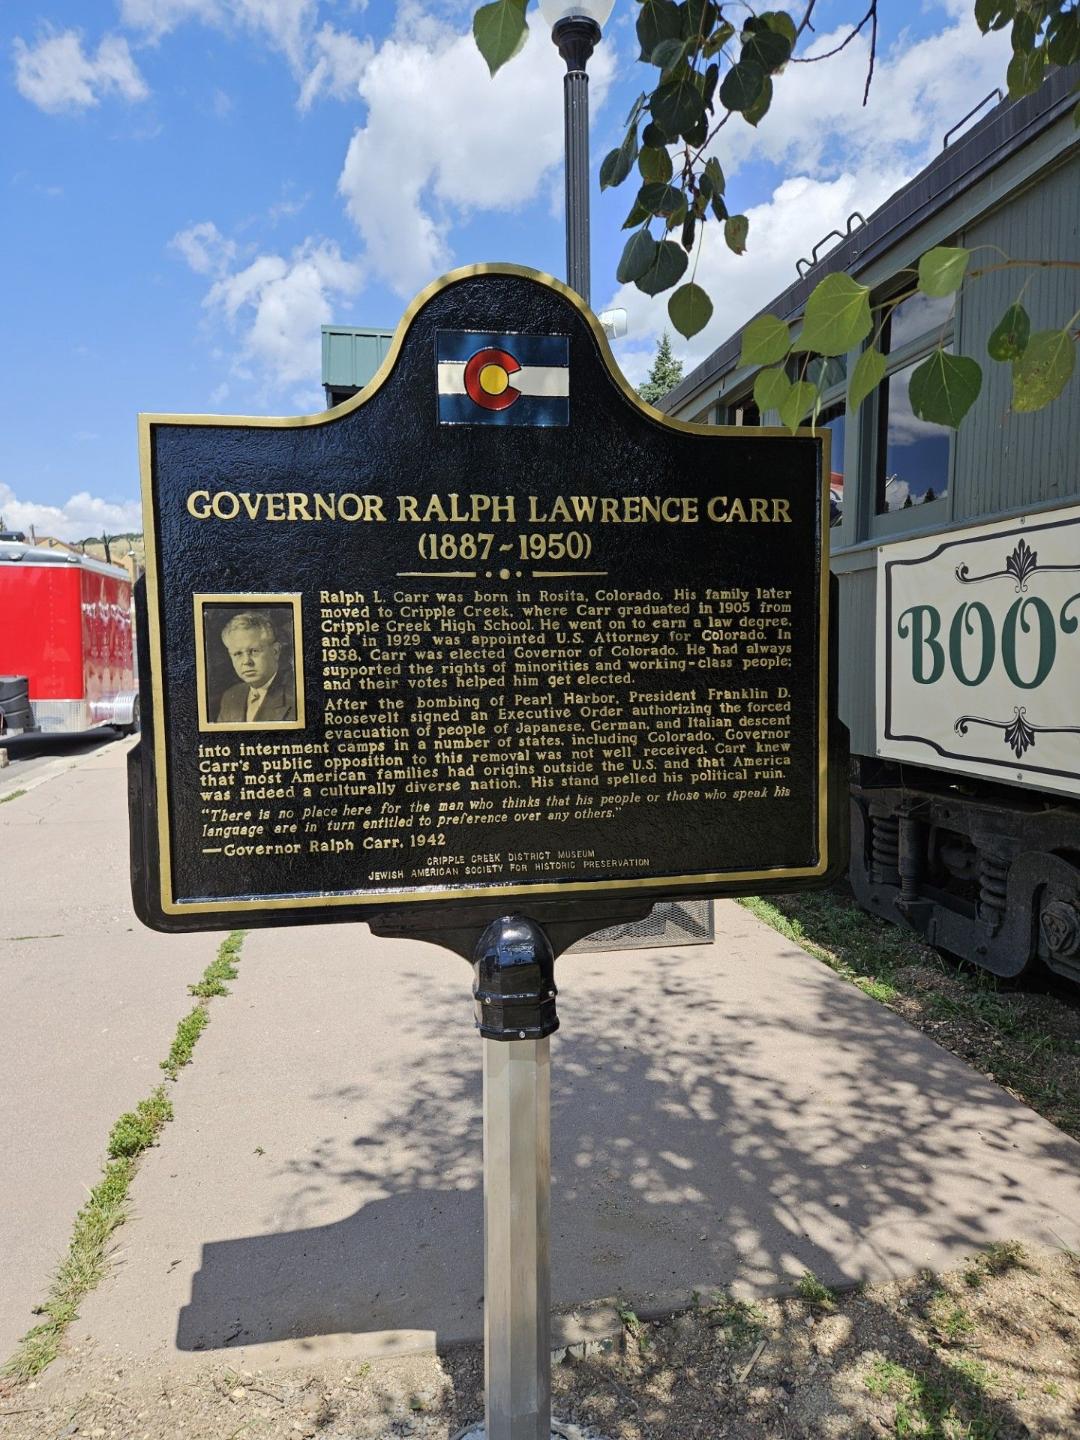 GOVERNOR RALPH LAWRENCE CARR
(1887 ~ 1950)
Ralph L. Carr was born in Rosita, Colorado. His family later
moved to Cripple Creek, where Carr graduated in 1905 from
Cripple Creek High School. He went on to earn a law degree,
and in 1929 was appointed U.S. Attorney for Colorado. In
1938, Carr was elected Governor of Colorado. He had always
supported the rights of minorities and working-class people;
and their votes helped him get elected.
After the bombing of Pearl Harbor, President Franklin D.
Roosevelt signed an Executive Order authorizing the forced
evacuation of people of Japanese, German, and Italian descent
into internment camps in a number of states, including Colorado. Governor
Carr's public opposition to this removal was not well received. Carr knew
that most American families had origins outside the U.S. and that America
was indeed a culturally diverse nation. His stand spelled his political ruin.
"There is no place here for the man who thinks that his people or those who speak his
language are in turn entitled to preference over any others."
—Governor Ralph Carr, 1942
CRIPPLE CREEK DISTRICT MUSEUM
JEWISH AMERICAN SOCIETY FOR HISTORIC PRESERVATION
BOO